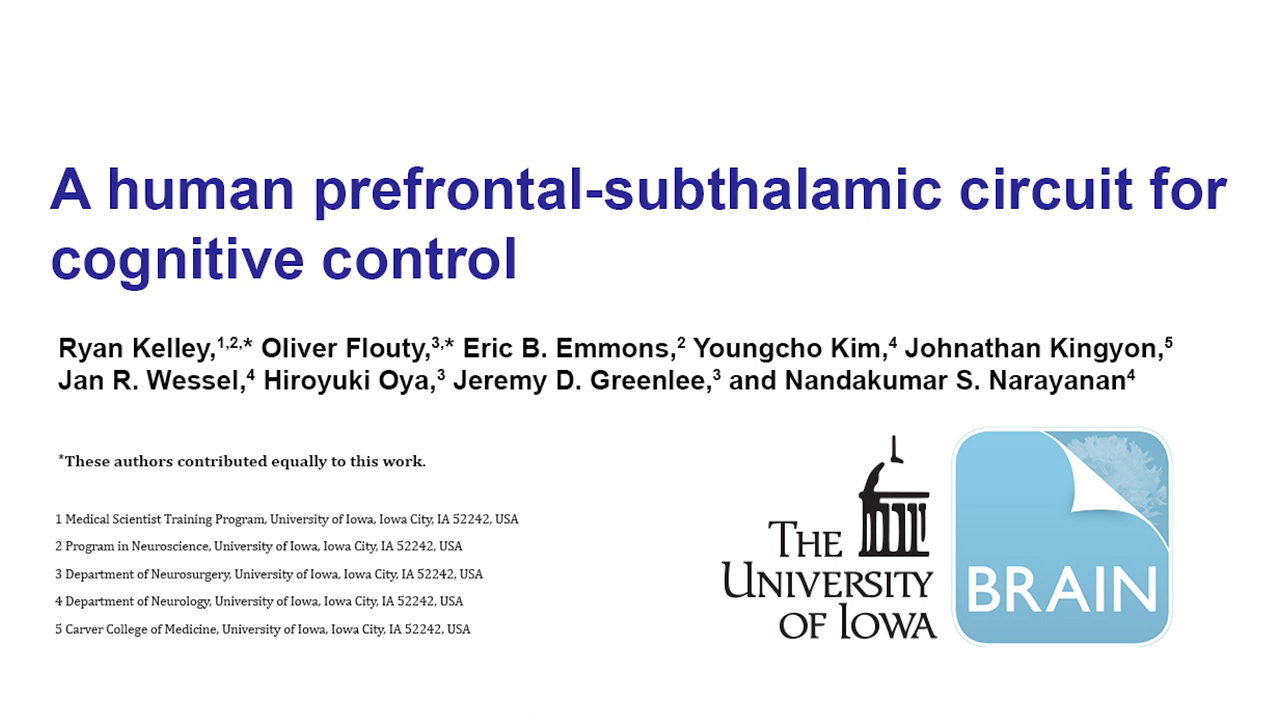 A human prefrontal-subthalamic circuit for
cognitive control
Ryan Kelley,1,2,* Oliver Flouty,3,* Eric B. Emmons,2 Youngcho Kim,4 Johnathan Kingyon,5
Jan R. Wessel,4 Hiroyuki Oya,3 Jeremy D. Greenlee,3 and Nandakumar S. Narayanan4
*These authors contributed equally to this work.
1 Medical Scientist Training Program, University of Iowa, Iowa City, IA 52242, USA
2 Program in Neuroscience, University of Iowa, Iowa City, IA 52242, USA
3 Department of Neurosurgery, University of Iowa, Iowa City, IA 52242, USA
4 Department of Neurology, University of Iowa, Iowa City, IA 52242, USA
5 Carver College of Medicine, University of Iowa, Iowa City, IA 52242, USA
THE
UNIVERSITY
OF IOWA
BRAIN